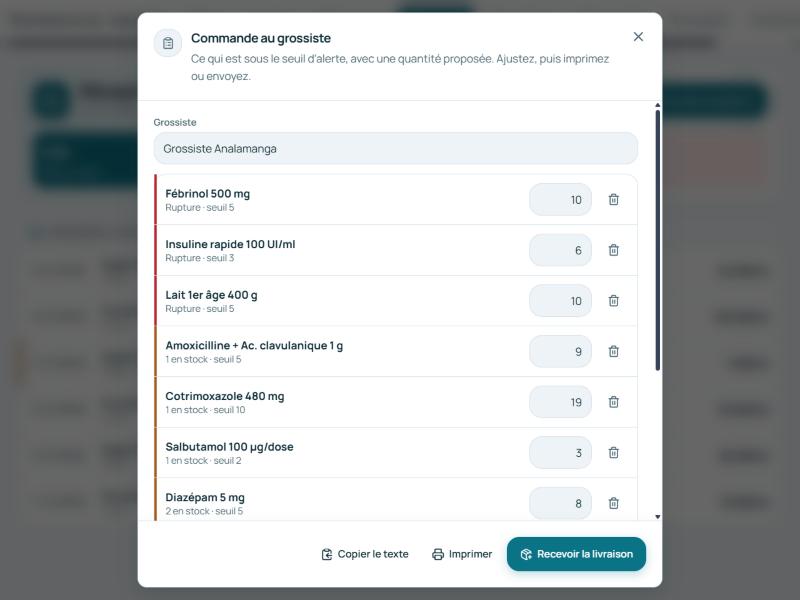 Commande au grossiste
Ce qui est sous le seuil d'alerte, avec une quantité proposée. Ajustez, puis imprimez
ou envoyez.
Grossiste
Grossiste Analamanga
Fébrinol 500 mg
Rupture · seuil 5
10
Insuline rapide 100 UI/ml
Rupture · seuil 3
6
Lait 1er âge 400 g
Rupture · seuil 5
10
Amoxicilline + Ac. clavulanique 1 g
1 en stock · seuil 5
9
Cotrimoxazole 480 mg
1 en stock · seuil 10
19
Salbutamol 100 µg/dose
1 en stock · seuil 2
3
Diazépam 5 mg
2 en stock · seuil 5
8
Copier le texte
Imprimer
Recevoir la livraison